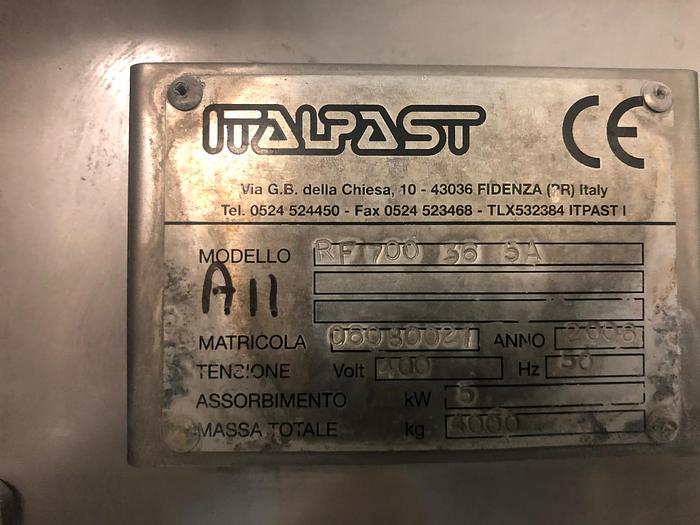 ITALPAST CE
Via G.B. della Chiesa, 10 - 43036 FIDENZA (PR) Italy
Tel. 0524 524450 - Fax 0524 523468 - TLX532384 ITPAST I
MODELLO RF 700 36 5A
A11
MATRICOLA 06030021 ANNO 2006
TENSIONE Volt 400 Hz 50
ASSORBIMENTO kW 5
MASSA TOTALE kg 4000